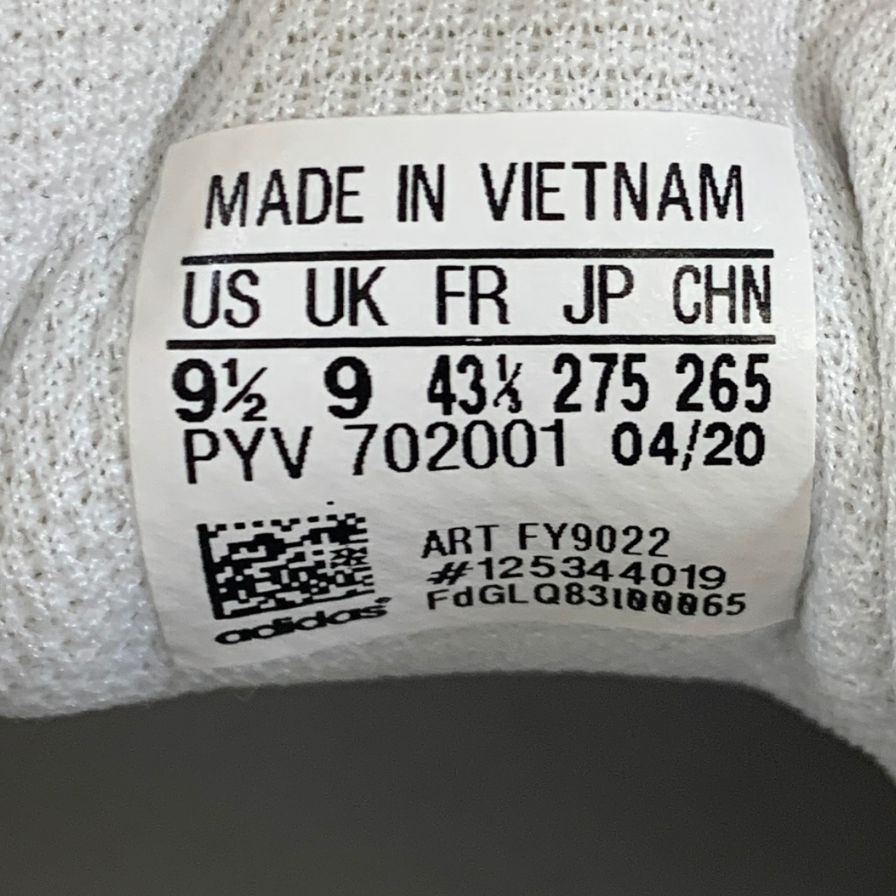 MADE IN VIETNAM
US UK FR JP CHN
9½ 9 43⅓ 275 265
PYV 702001 04/20
ART FY9022
#125344019
adidas